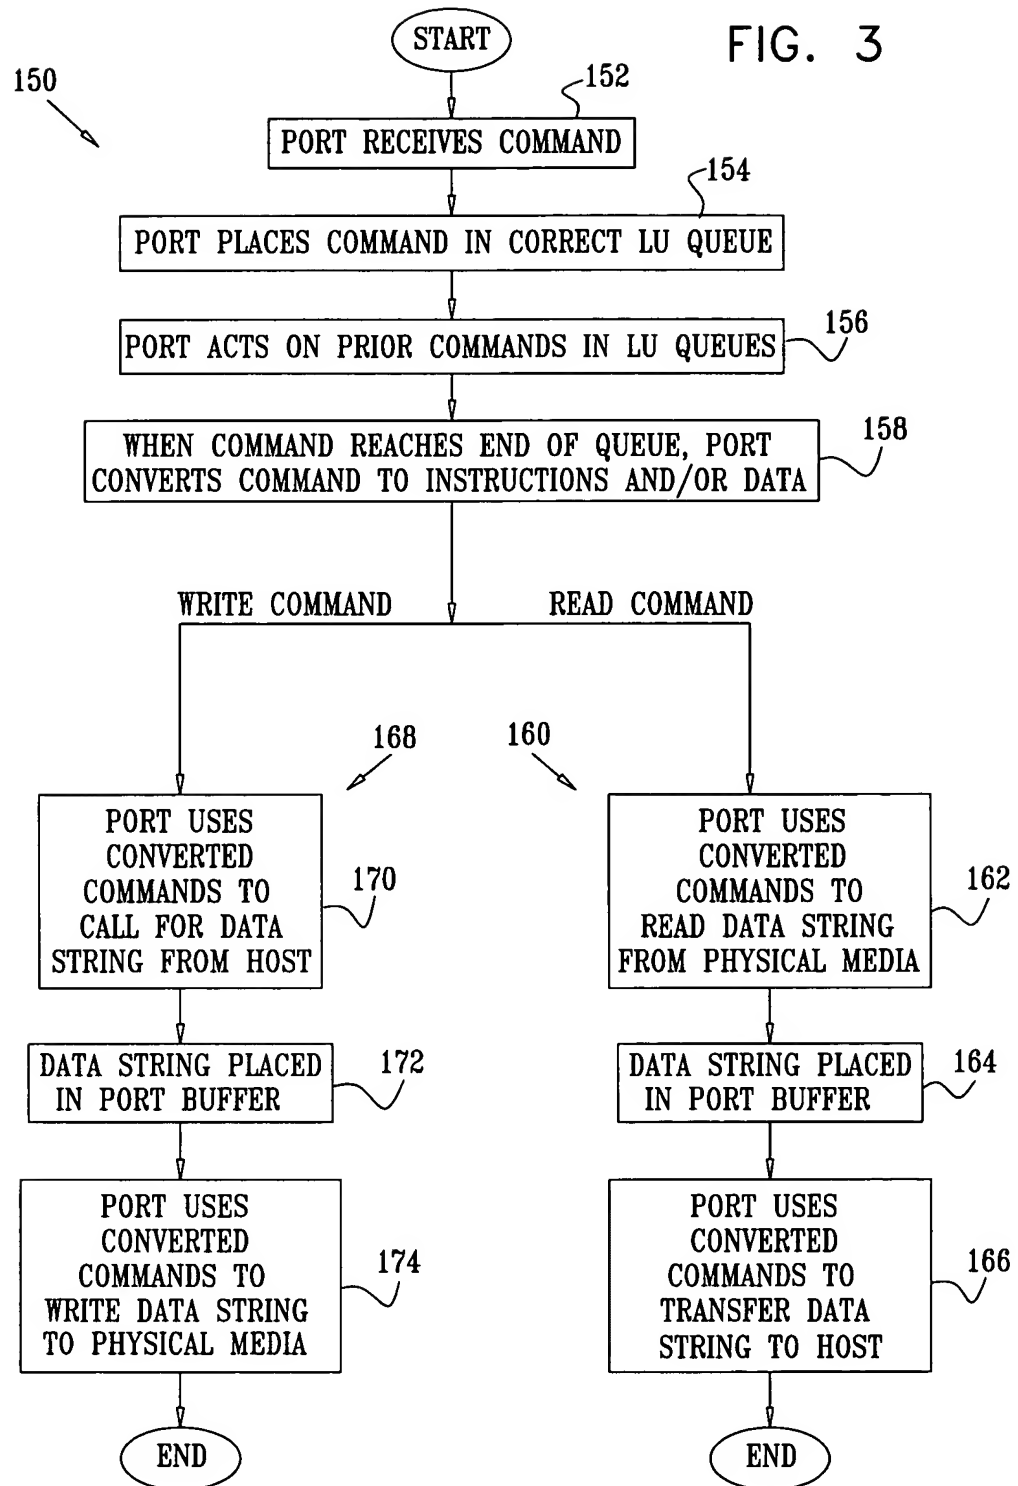 START
FIG. 3
150
152
PORT RECEIVES COMMAND
154
PORT PLACES COMMAND IN CORRECT LU QUEUE
156
PORT ACTS ON PRIOR COMMANDS IN LU QUEUES
158
WHEN COMMAND REACHES END OF QUEUE, PORT
CONVERTS COMMAND TO INSTRUCTIONS AND/OR DATA
WRITE COMMAND
READ COMMAND
168
160
PORT USES
CONVERTED
COMMANDS TO
CALL FOR DATA
STRING FROM HOST
170
PORT USES
CONVERTED
COMMANDS TO
READ DATA STRING
FROM PHYSICAL MEDIA
162
DATA STRING PLACED
IN PORT BUFFER
172
DATA STRING PLACED
IN PORT BUFFER
164
PORT USES
CONVERTED
COMMANDS TO
WRITE DATA STRING
TO PHYSICAL MEDIA
174
PORT USES
CONVERTED
COMMANDS TO
TRANSFER DATA
STRING TO HOST
166
END
END